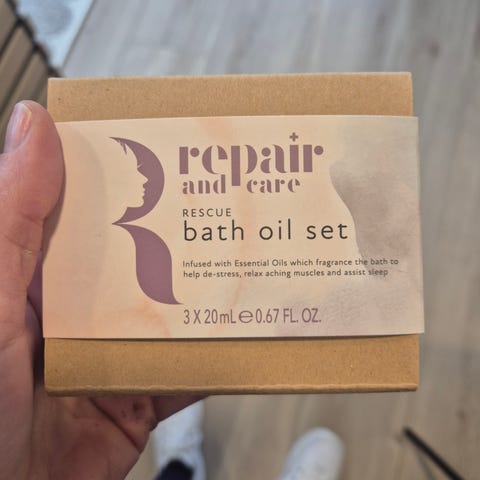 repair
and care
RESCUE
bath oil set
Infused with Essential Oils which fragrance the bath to
help de-stress, relax aching muscles and assist sleep
3 X 20mL℮0.67 FL. OZ.